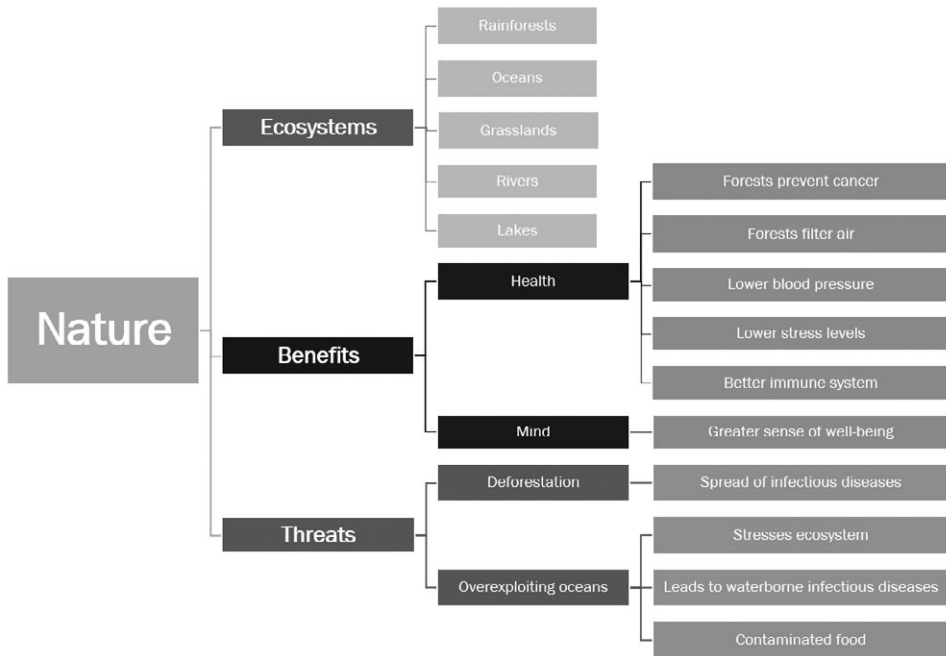 Nature
Ecosystems
Rainforests
Oceans
Grasslands
Rivers
Lakes
Benefits
Health
Forests prevent cancer
Forests filter air
Lower blood pressure
Lower stress levels
Better immune system
Mind
Greater sense of well-being
Threats
Deforestation
Spread of infectious diseases
Overexploiting oceans
Stresses ecosystem
Leads to waterborne infectious diseases
Contaminated food